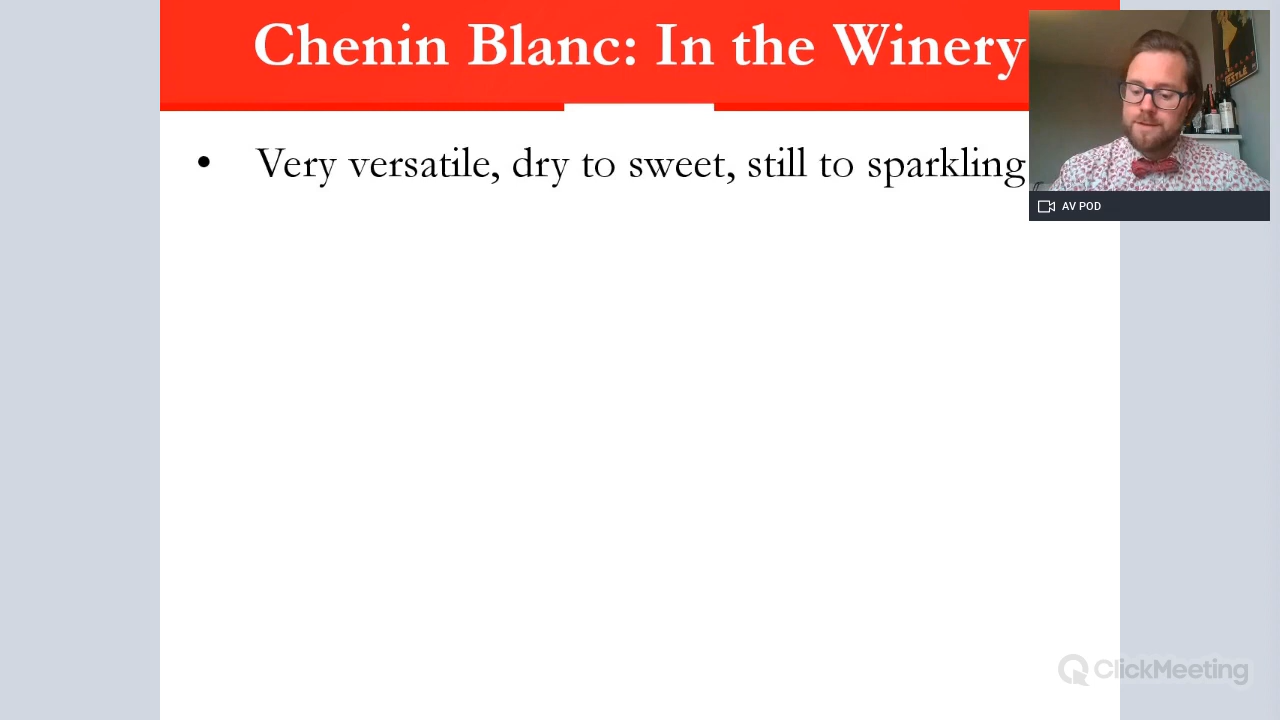 Chenin Blanc: In the Winery
• Very versatile, dry to sweet, still to sparkling
AV POD
ClickMeeting